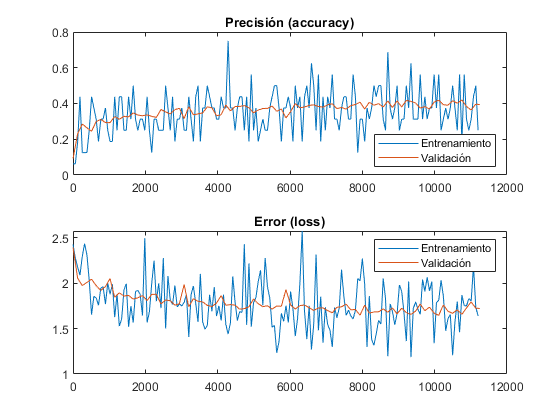 Precisión (accuracy)
0.8
0.6
0.4
0.2
0
0 2000 4000 6000 8000 10000 12000
Entrenamiento
Validación
Error (loss)
2.5
2
1.5
1
0 2000 4000 6000 8000 10000 12000
Entrenamiento
Validación